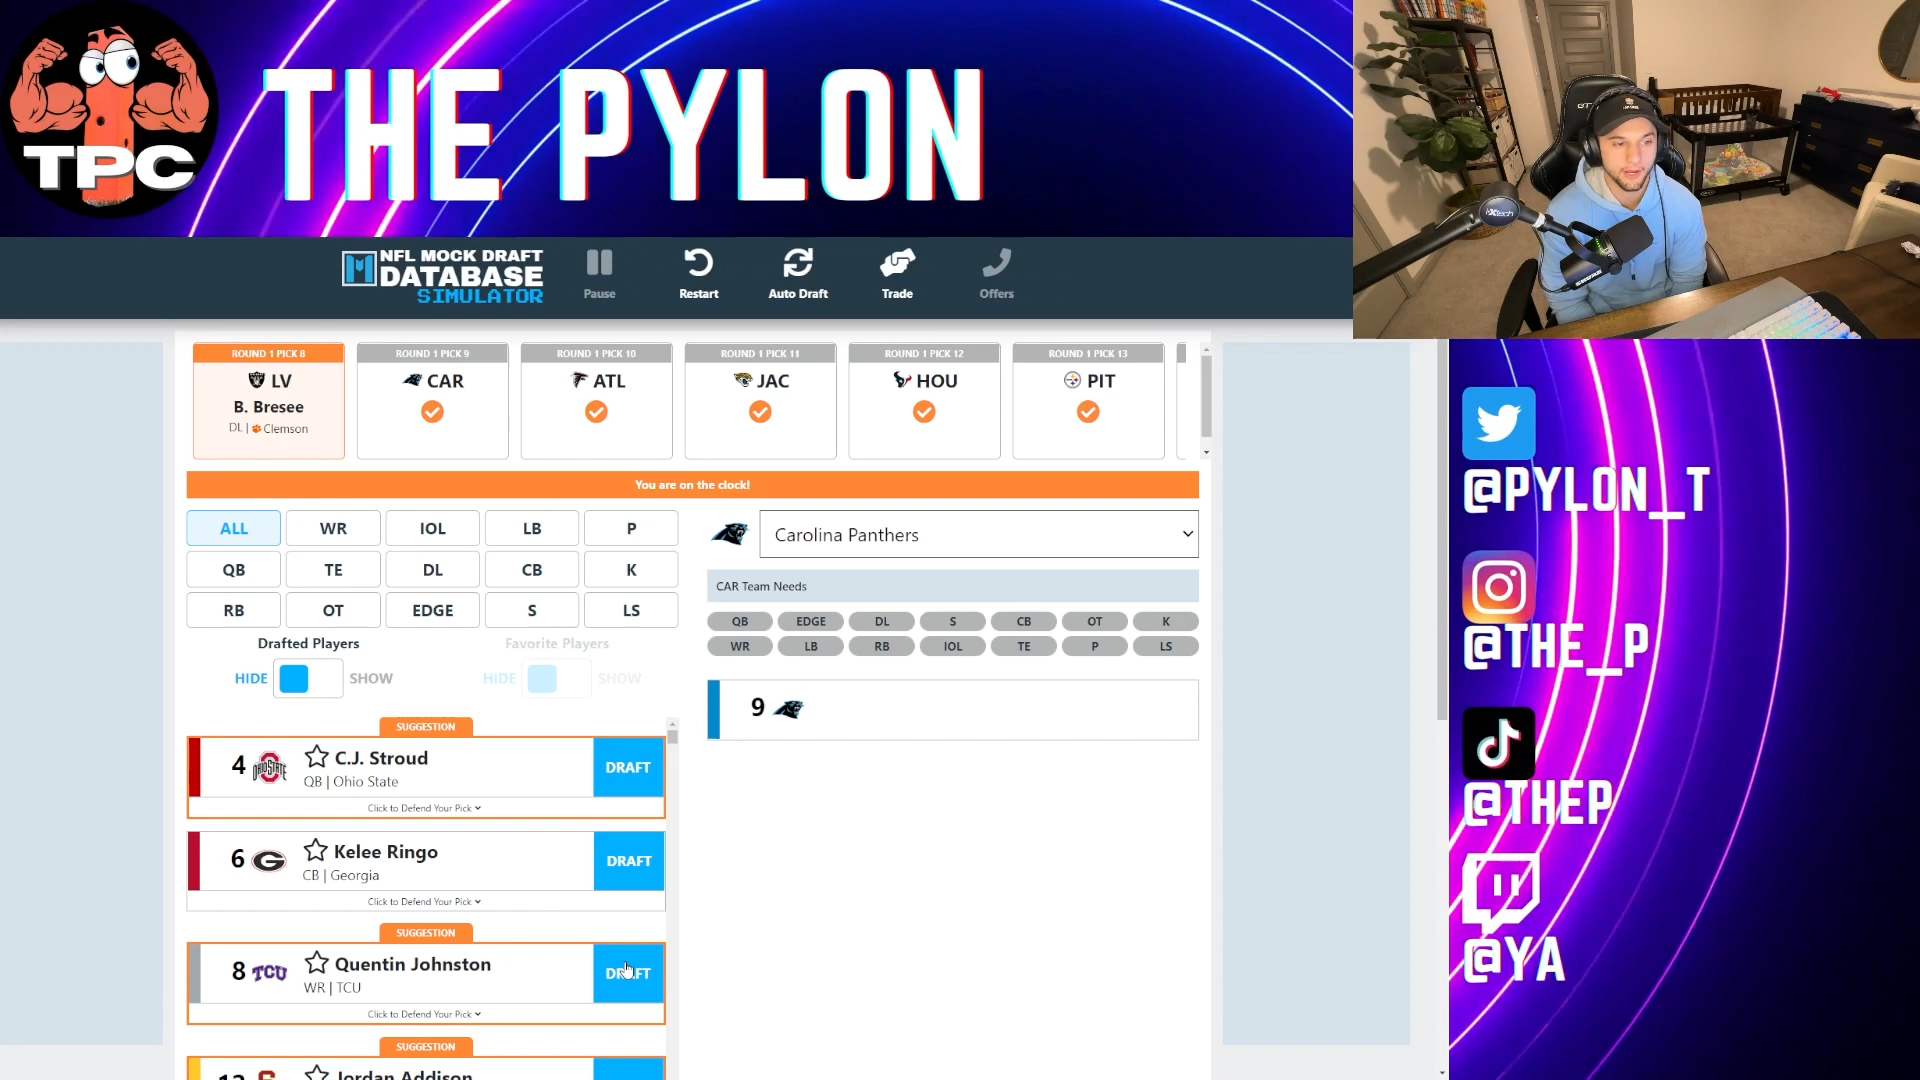 TPC
THE PYLON
NFL MOCK DRAFT
DATABASE
SIMULATOR
Pause
Restart
Auto Draft
Trade
Offers
ROUND 1 PICK 8
LV
B. Bresee
DL | Clemson
ROUND 1 PICK 9
CAR
ROUND 1 PICK 10
ATL
ROUND 1 PICK 11
JAC
ROUND 1 PICK 12
HOU
ROUND 1 PICK 13
PIT
You are on the clock!
ALL
WR
IOL
LB
P
QB
TE
DL
CB
K
RB
OT
EDGE
S
LS
Drafted Players
HIDE
SHOW
Favorite Players
HIDE
SHOW
Carolina Panthers
CAR Team Needs
QB
EDGE
DL
S
CB
OT
K
WR
LB
RB
IOL
TE
P
LS
9
SUGGESTION
4
OHIO STATE
C.J. Stroud
QB | Ohio State
DRAFT
Click to Defend Your Pick
6
G
Kelee Ringo
CB | Georgia
DRAFT
Click to Defend Your Pick
SUGGESTION
8
TCU
Quentin Johnston
WR | TCU
DRAFT
Click to Defend Your Pick
SUGGESTION
Jordan Addison
@PYLON_T
@THE_P
@THEP
@YA